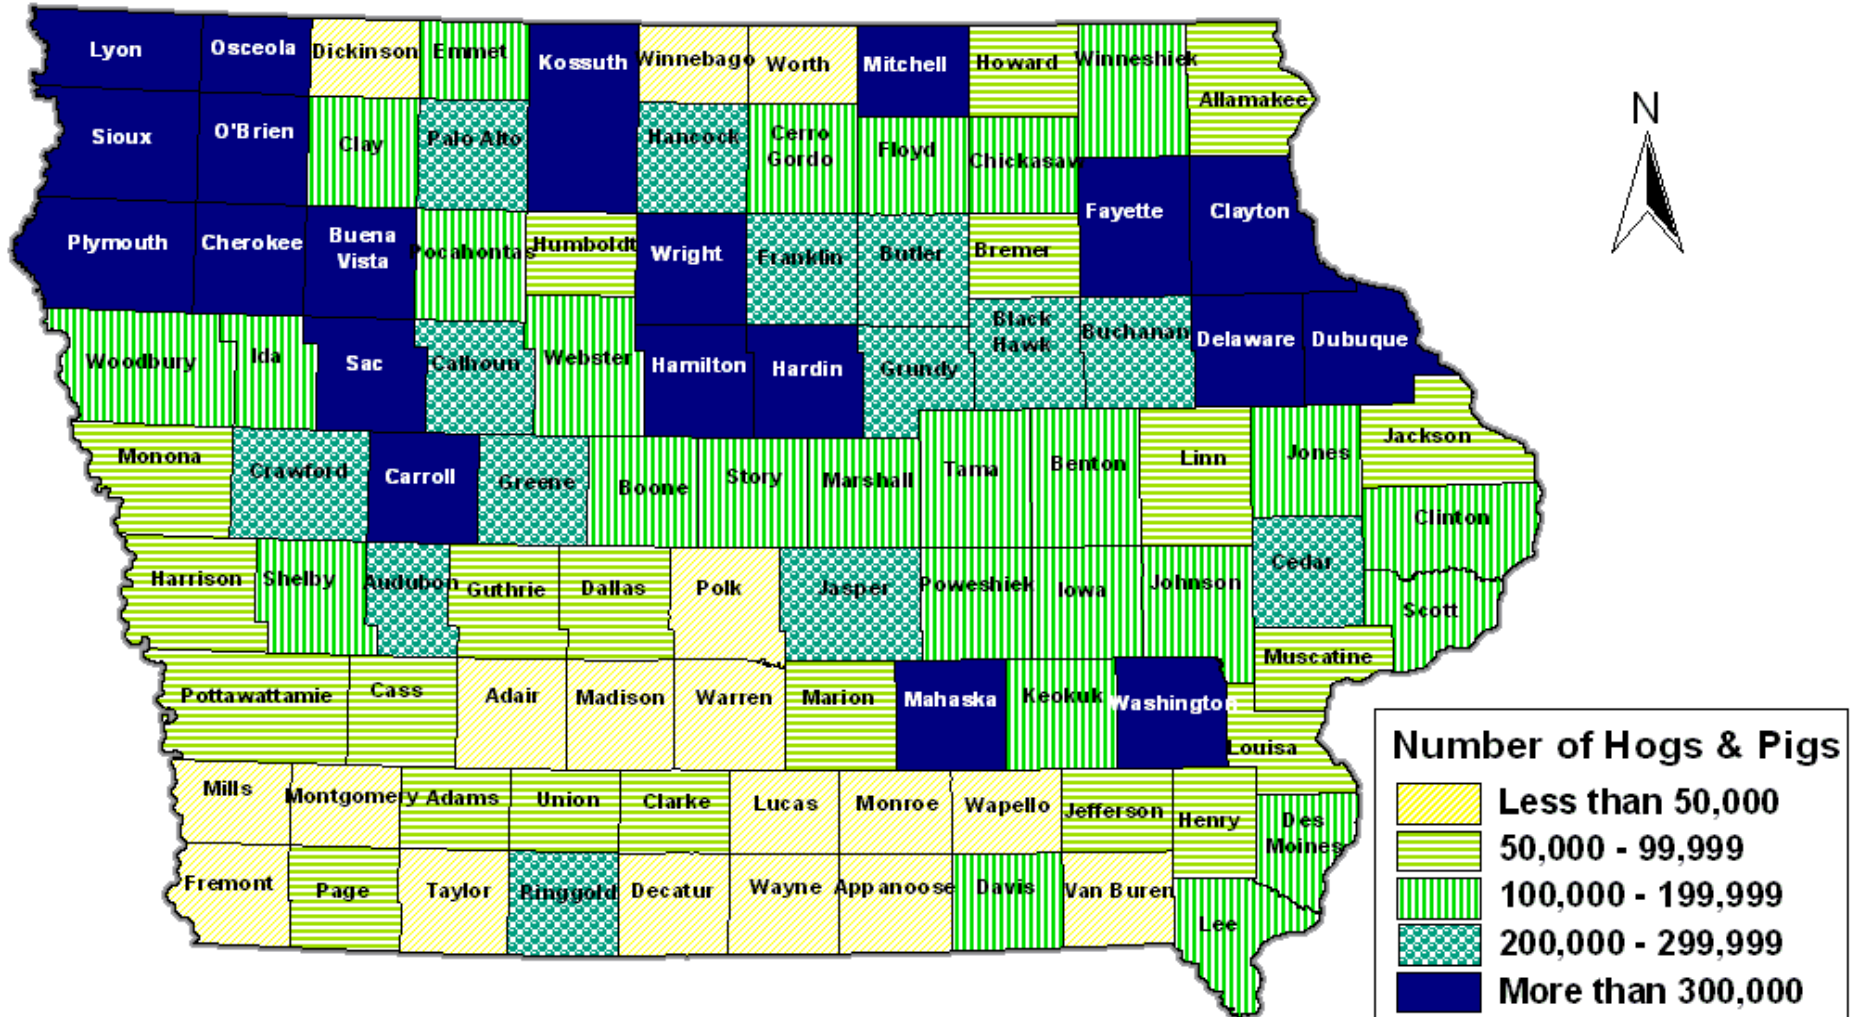 Lyon
Osceola
Dickinson
Emmet
Kossuth
Winnebago
Worth
Mitchell
Howard
Winneshiek
Allamakee
N
Sioux
O'Brien
Clay
Palo Alto
Hancock
Cerro
Gordo
Floyd
Chickasaw
Plymouth
Cherokee
Buena
Vista
Pocahontas
Humboldt
Wright
Franklin
Butler
Bremer
Fayette
Clayton
Woodbury
Ida
Sac
Calhoun
Webster
Hamilton
Hardin
Grundy
Black
Hawk
Buchanan
Delaware
Dubuque
Monona
Crawford
Carroll
Greene
Boone
Story
Marshall
Tama
Benton
Linn
Jones
Jackson
Clinton
Harrison
Shelby
Audubon
Guthrie
Dallas
Polk
Jasper
Poweshiek
Iowa
Johnson
Cedar
Scott
Muscatine
Pottawattamie
Cass
Adair
Madison
Warren
Marion
Mahaska
Keokuk
Washington
Louisa
Mills
Montgomery
Adams
Union
Clarke
Lucas
Monroe
Wapello
Jefferson
Henry
Des
Moines
Fremont
Page
Taylor
Ringgold
Decatur
Wayne
Appanoose
Davis
Van Buren
Lee
Number of Hogs & Pigs
Less than 50,000
50,000 - 99,999
100,000 - 199,999
200,000 - 299,999
More than 300,000